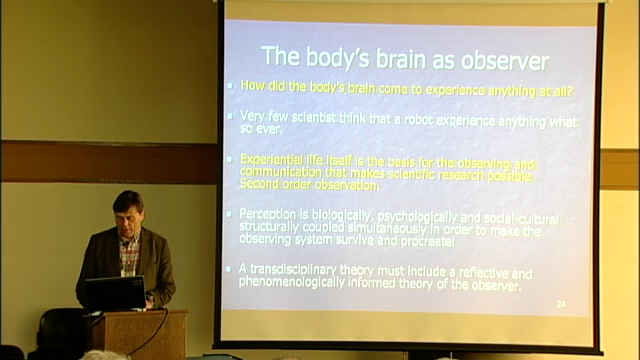 The body's brain as observer
How did the body's brain come to experience anything at all?
Very few scientist think that a robot experience anything what
so ever.
Experiential life itself is the basis for the observing and
communication that makes scientific research possible.
Second order observation.
Perception is biologically, psychologically and social-cultural
structurally coupled simultaneously in order to make the
observing system survive and procreate!
A transdisciplinary theory must include a reflective and
phenomenologically informed theory of the observer.
24